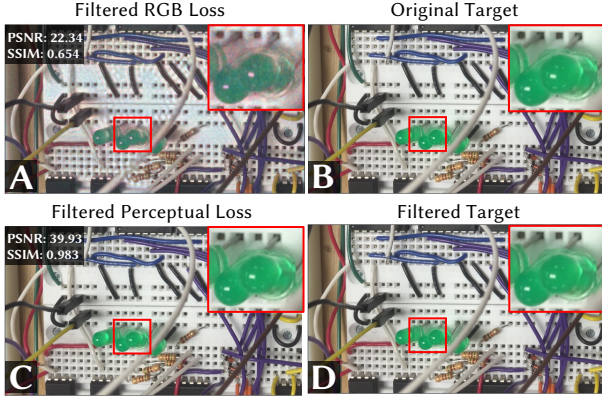 Filtered RGB Loss
Original Target
PSNR: 22.34
SSIM: 0.654
A
B
Filtered Perceptual Loss
Filtered Target
PSNR: 39.93
SSIM: 0.983
C
D